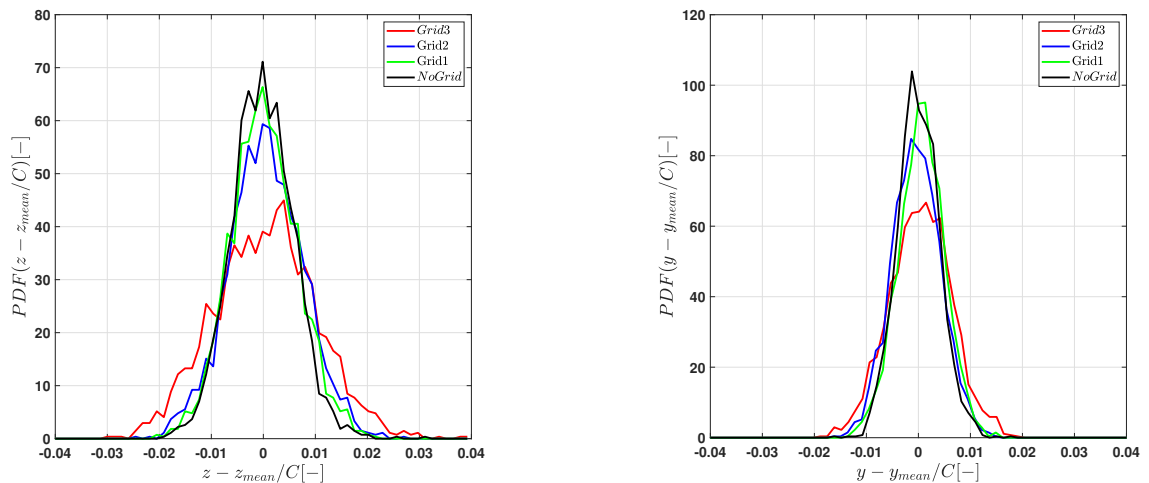 80
70
60
50
40
30
20
10
0
PDF(z − z_mean/C)[−]
-0.04 -0.03 -0.02 -0.01 0 0.01 0.02 0.03 0.04
z − z_mean/C[−]
Grid3
Grid2
Grid1
NoGrid
120
100
80
60
40
20
0
PDF(y − y_mean/C)[−]
-0.04 -0.03 -0.02 -0.01 0 0.01 0.02 0.03 0.04
y − y_mean/C[−]
Grid3
Grid2
Grid1
NoGrid